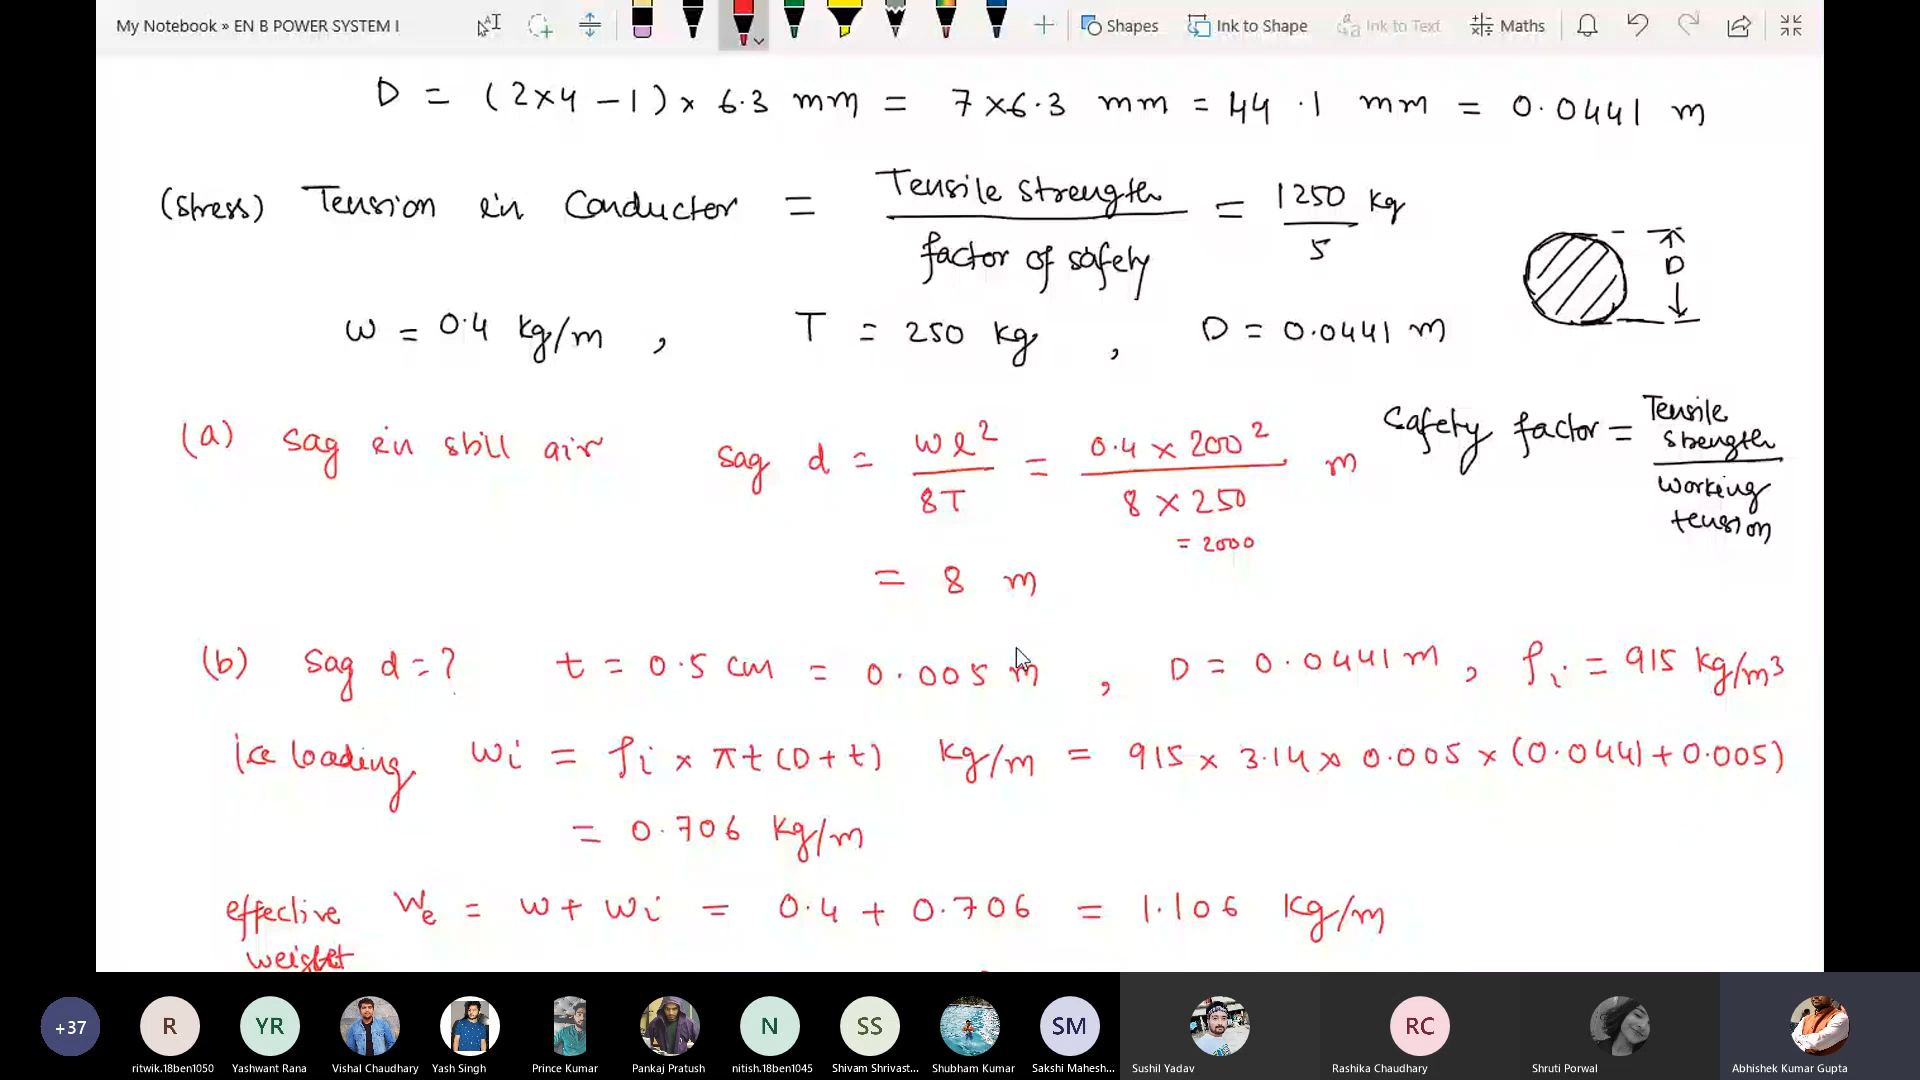 My Notebook » EN B POWER SYSTEM I
Shapes Ink to Shape Ink to Text Maths
D = (2×4 −1) × 6.3 mm = 7×6.3 mm = 44.1 mm = 0.0441 m
(stress) Tension in Conductor = Tensile Strength / factor of safety = 1250 / 5 kg
D
w = 0.4 kg/m , T = 250 kg , D = 0.0441 m
(a) Sag in still air Sag d = wl² / 8T = 0.4 × 200² / 8 × 250 m
= 2000
= 8 m
Safety factor = Tensile strength / working tension
(b) Sag d = ? t = 0.5 cm = 0.005 m , D = 0.0441 m , ρi = 915 kg/m³
Ice loading wi = ρi × πt(D+t) kg/m = 915 × 3.14 × 0.005 × (0.0441 + 0.005)
= 0.706 kg/m
effective We = w + wi = 0.4 + 0.706 = 1.106 kg/m
weight
+37 R YR N SS SM RC
ritwik.18ben1050 Yashwant Rana Vishal Chaudhary Yash Singh Prince Kumar Pankaj Pratush nitish.18ben1045 Shivam Shrivast... Shubham Kumar Sakshi Mahesh... Sushil Yadav Rashika Chaudhary Shruti Porwal Abhishek Kumar Gupta